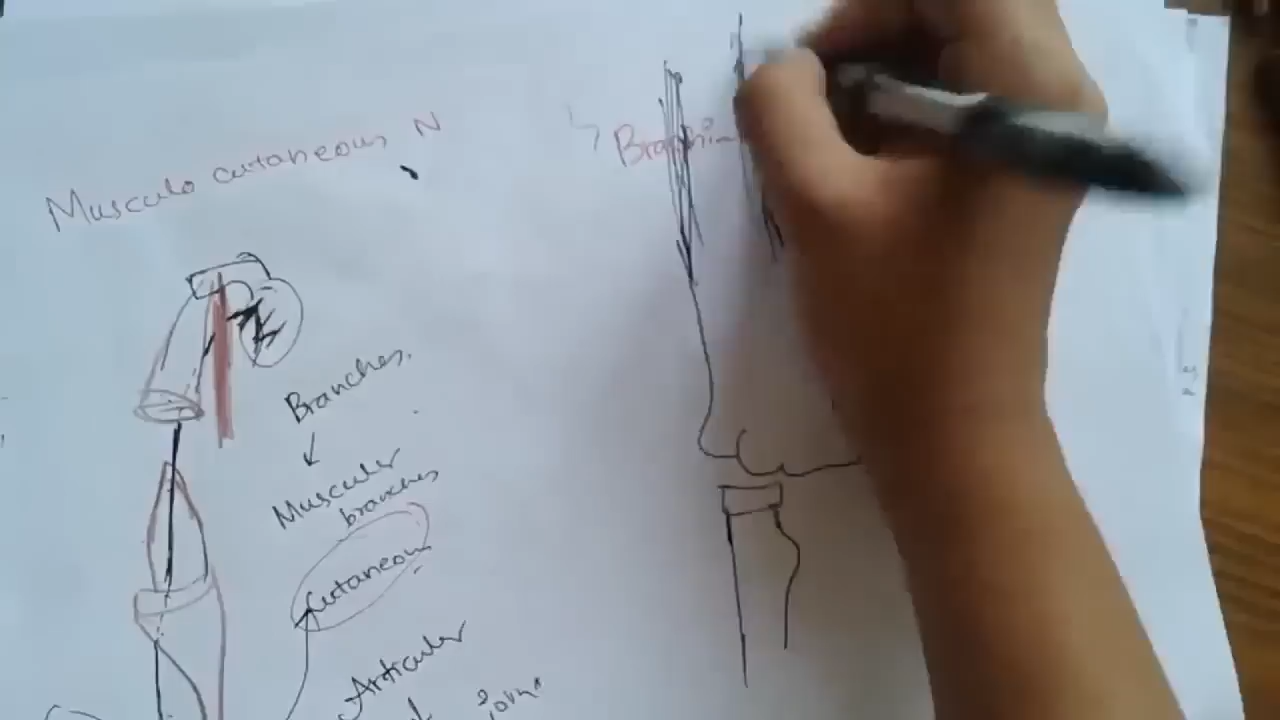 Musculo cutaneous N
Branches.
Muscular
branches
Cutaneous
Articular